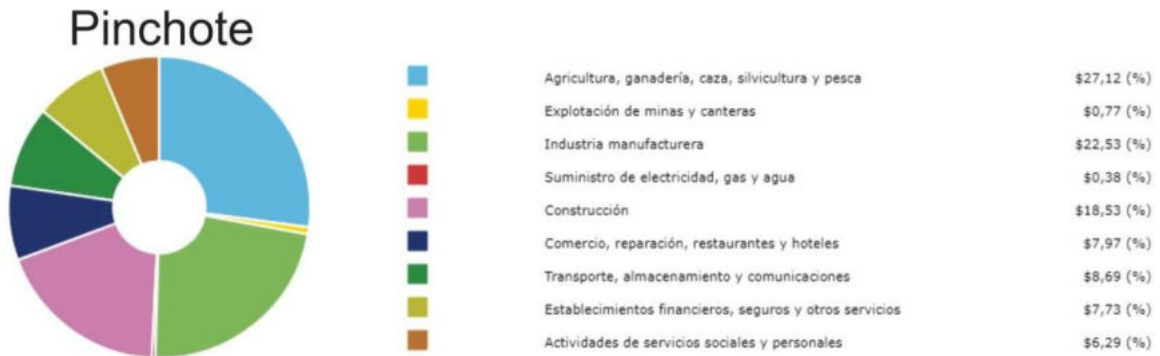 Pinchote
Agricultura, ganadería, caza, silvicultura y pesca $27,12 (%)
Explotación de minas y canteras $0,77 (%)
Industria manufacturera $22,53 (%)
Suministro de electricidad, gas y agua $0,38 (%)
Construcción $18,53 (%)
Comercio, reparación, restaurantes y hoteles $7,97 (%)
Transporte, almacenamiento y comunicaciones $8,69 (%)
Establecimientos financieros, seguros y otros servicios $7,73 (%)
Actividades de servicios sociales y personales $6,29 (%)